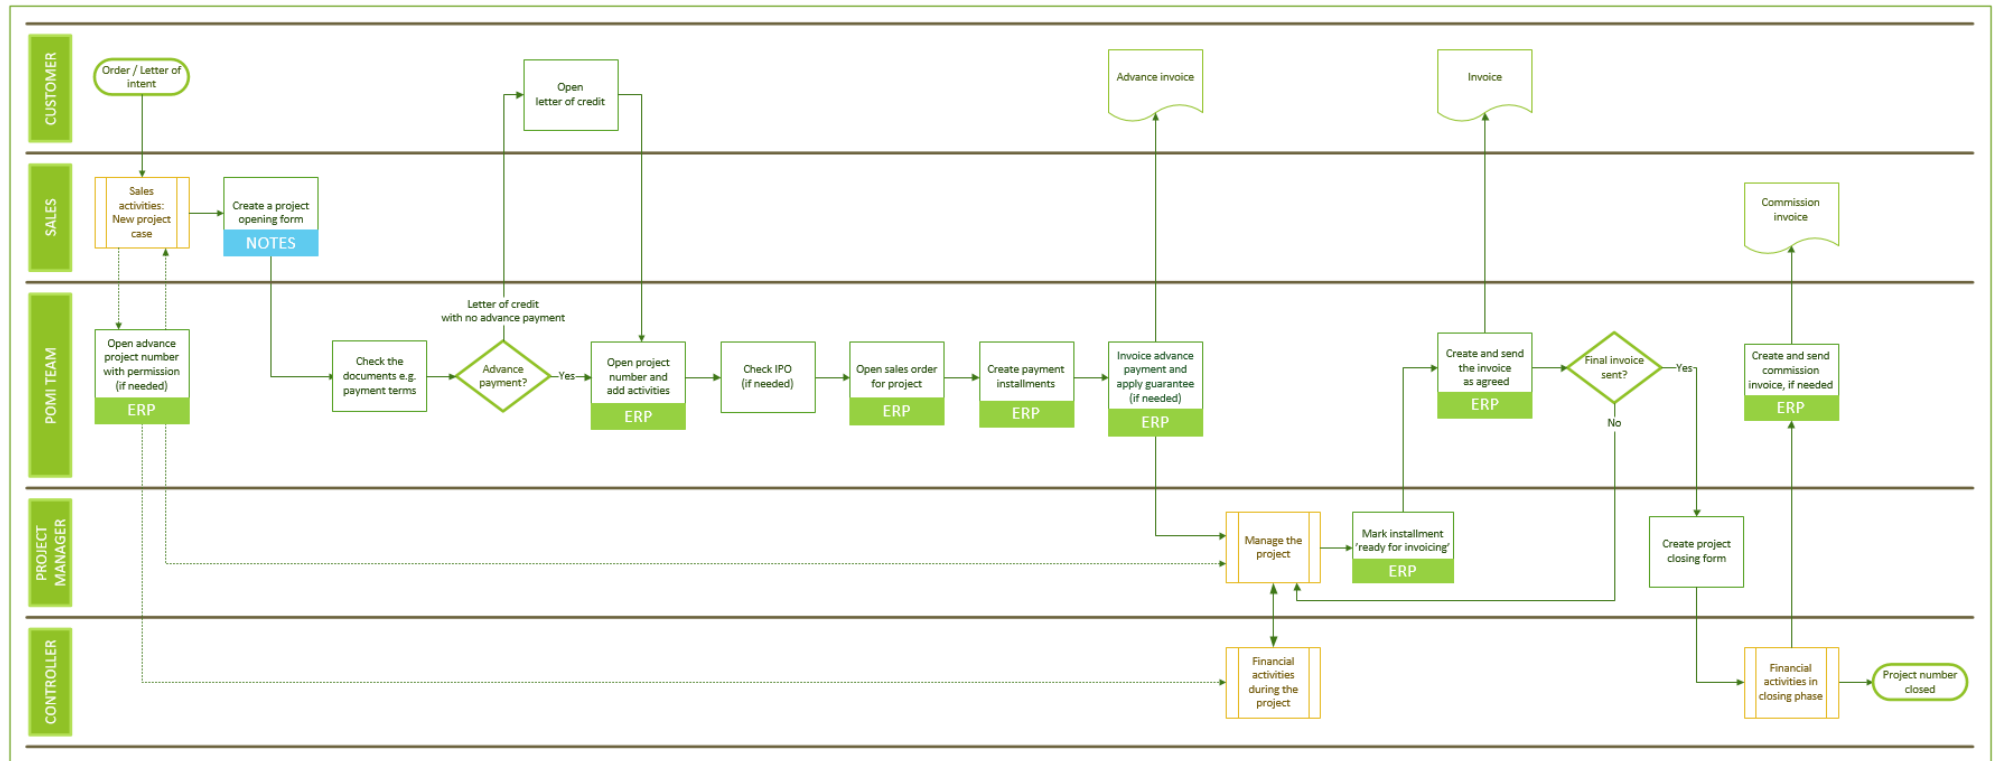 CUSTOMER
Order / Letter of
intent
Open
letter of credit
Advance invoice
Invoice
SALES
Sales
activities:
New project
case
Create a project
opening form
NOTES
Commission
invoice
POMI TEAM
Open advance
project number
with permission
(if needed)
ERP
Check the
documents e.g.
payment terms
Letter of credit
with no advance payment
Advance
payment?
Yes
Open project
number and
add activities
ERP
Check IPO
(if needed)
Open sales order
for project
ERP
Create payment
installments
ERP
Invoice advance
payment and
apply guarantee
(if needed)
ERP
Create and send
the invoice
as agreed
ERP
Final invoice
sent?
Yes
No
Create and send
commission
invoice, if needed
ERP
PROJECT
MANAGER
Manage the
project
Mark installment
'ready for invoicing'
ERP
Create project
closing form
CONTROLLER
Financial
activities
during the
project
Financial
activities in
closing phase
Project number
closed